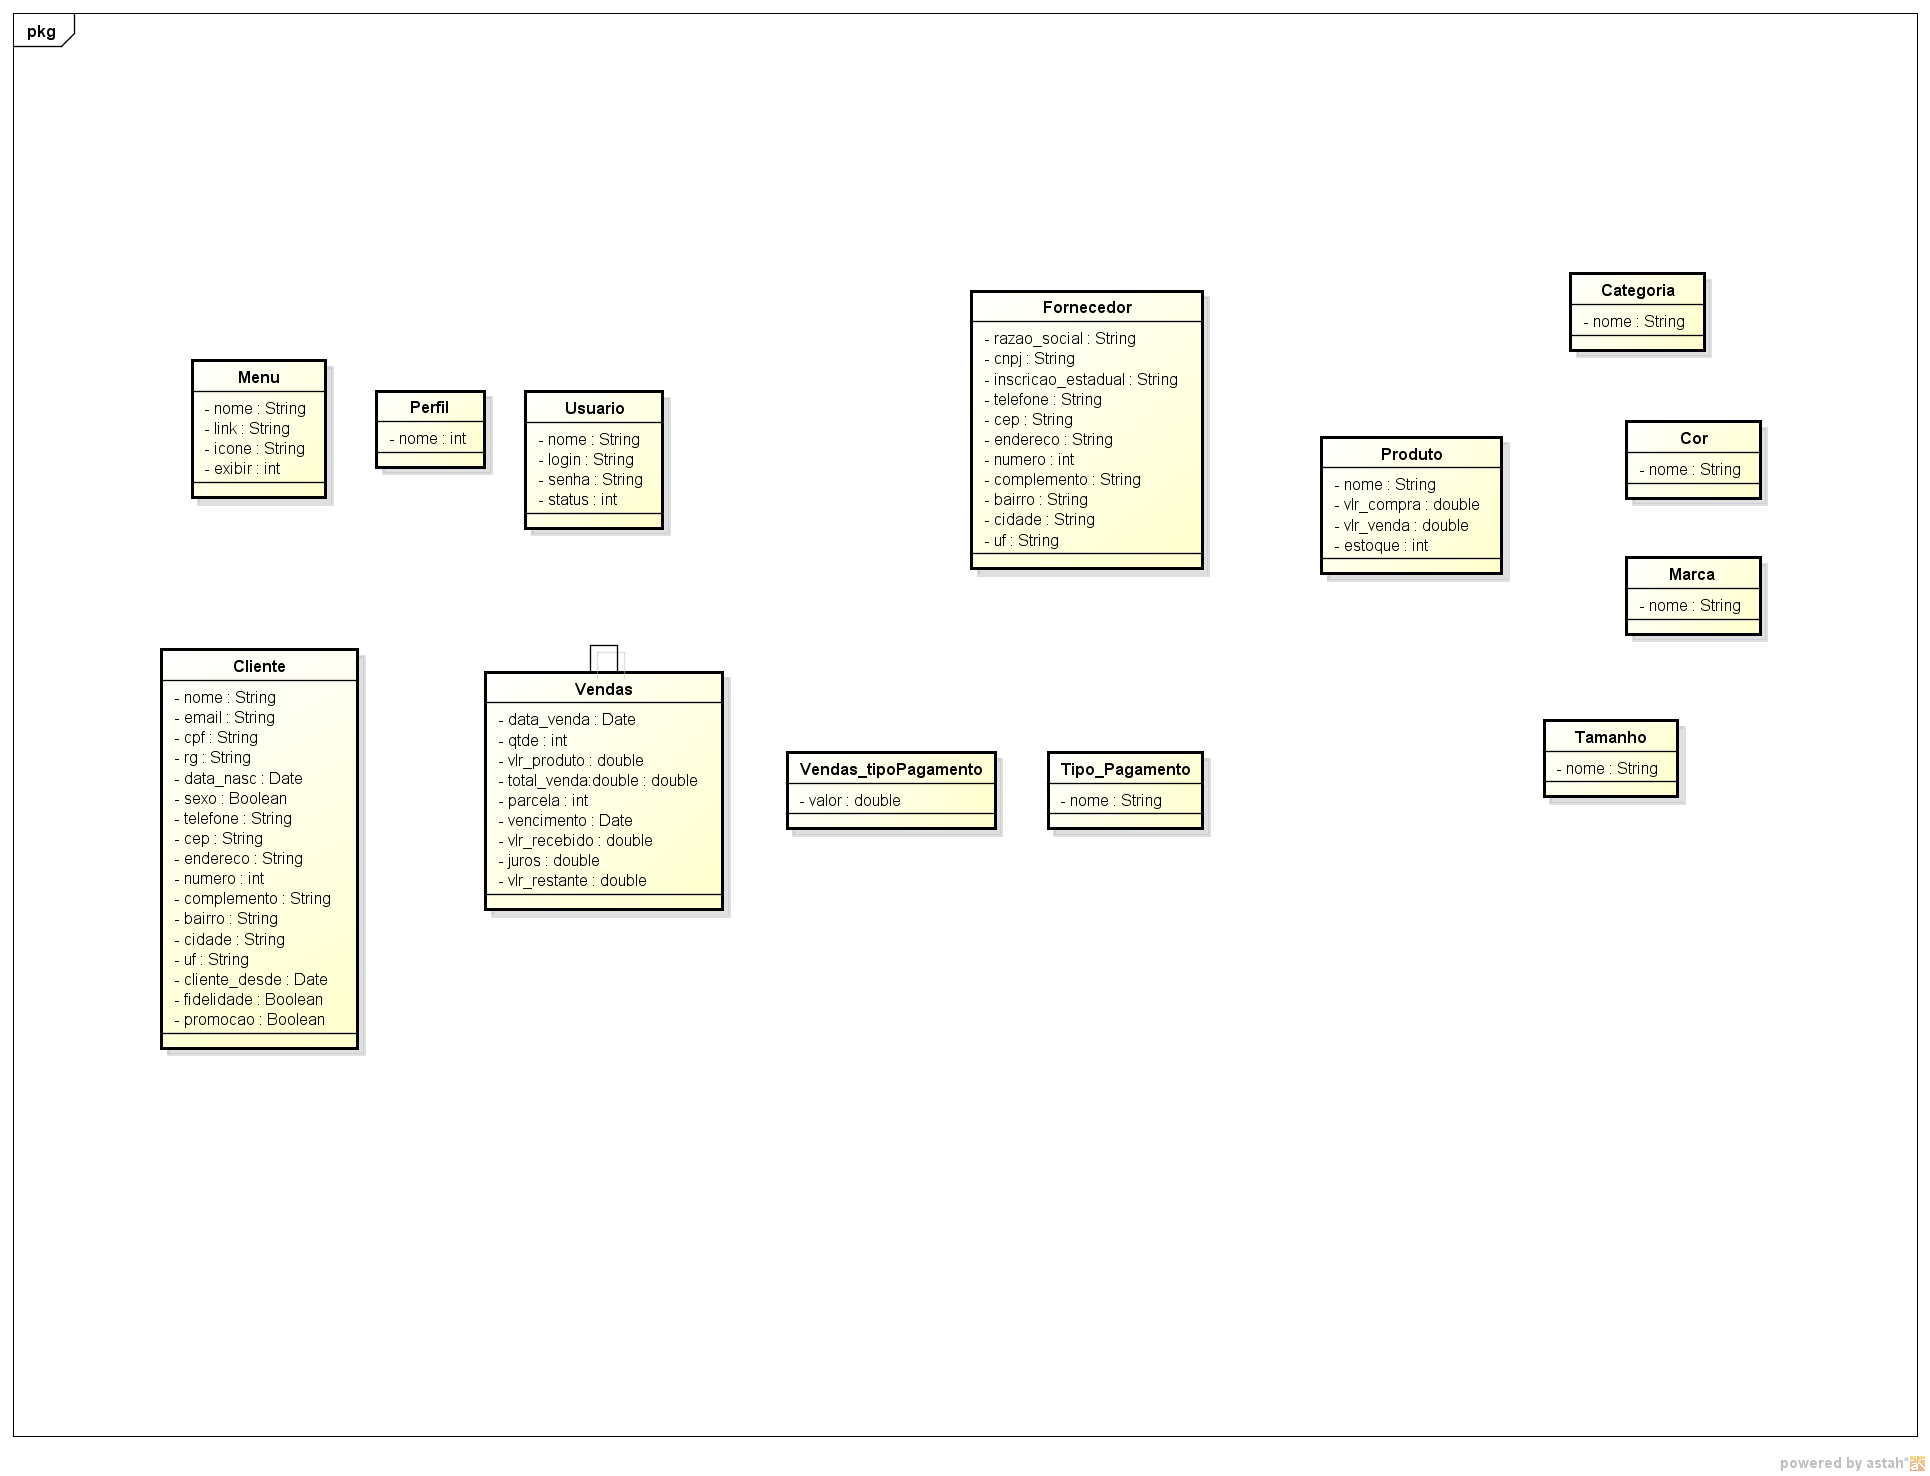 pkg
Menu
- nome : String
- link : String
- icone : String
- exibir : int
Perfil
- nome : int
Usuario
- nome : String
- login : String
- senha : String
- status : int
Fornecedor
- razao_social : String
- cnpj : String
- inscricao_estadual : String
- telefone : String
- cep : String
- endereco : String
- numero : int
- complemento : String
- bairro : String
- cidade : String
- uf : String
Produto
- nome : String
- vlr_compra : double
- vlr_venda : double
- estoque : int
Categoria
- nome : String
Cor
- nome : String
Marca
- nome : String
Cliente
- nome : String
- email : String
- cpf : String
- rg : String
- data_nasc : Date
- sexo : Boolean
- telefone : String
- cep : String
- endereco : String
- numero : int
- complemento : String
- bairro : String
- cidade : String
- uf : String
- cliente_desde : Date
- fidelidade : Boolean
- promocao : Boolean
Vendas
- data_venda : Date
- qtde : int
- vlr_produto : double
- total_venda:double : double
- parcela : int
- vencimento : Date
- vlr_recebido : double
- juros : double
- vlr_restante : double
Vendas_tipoPagamento
- valor : double
Tipo_Pagamento
- nome : String
Tamanho
- nome : String
powered by astah*